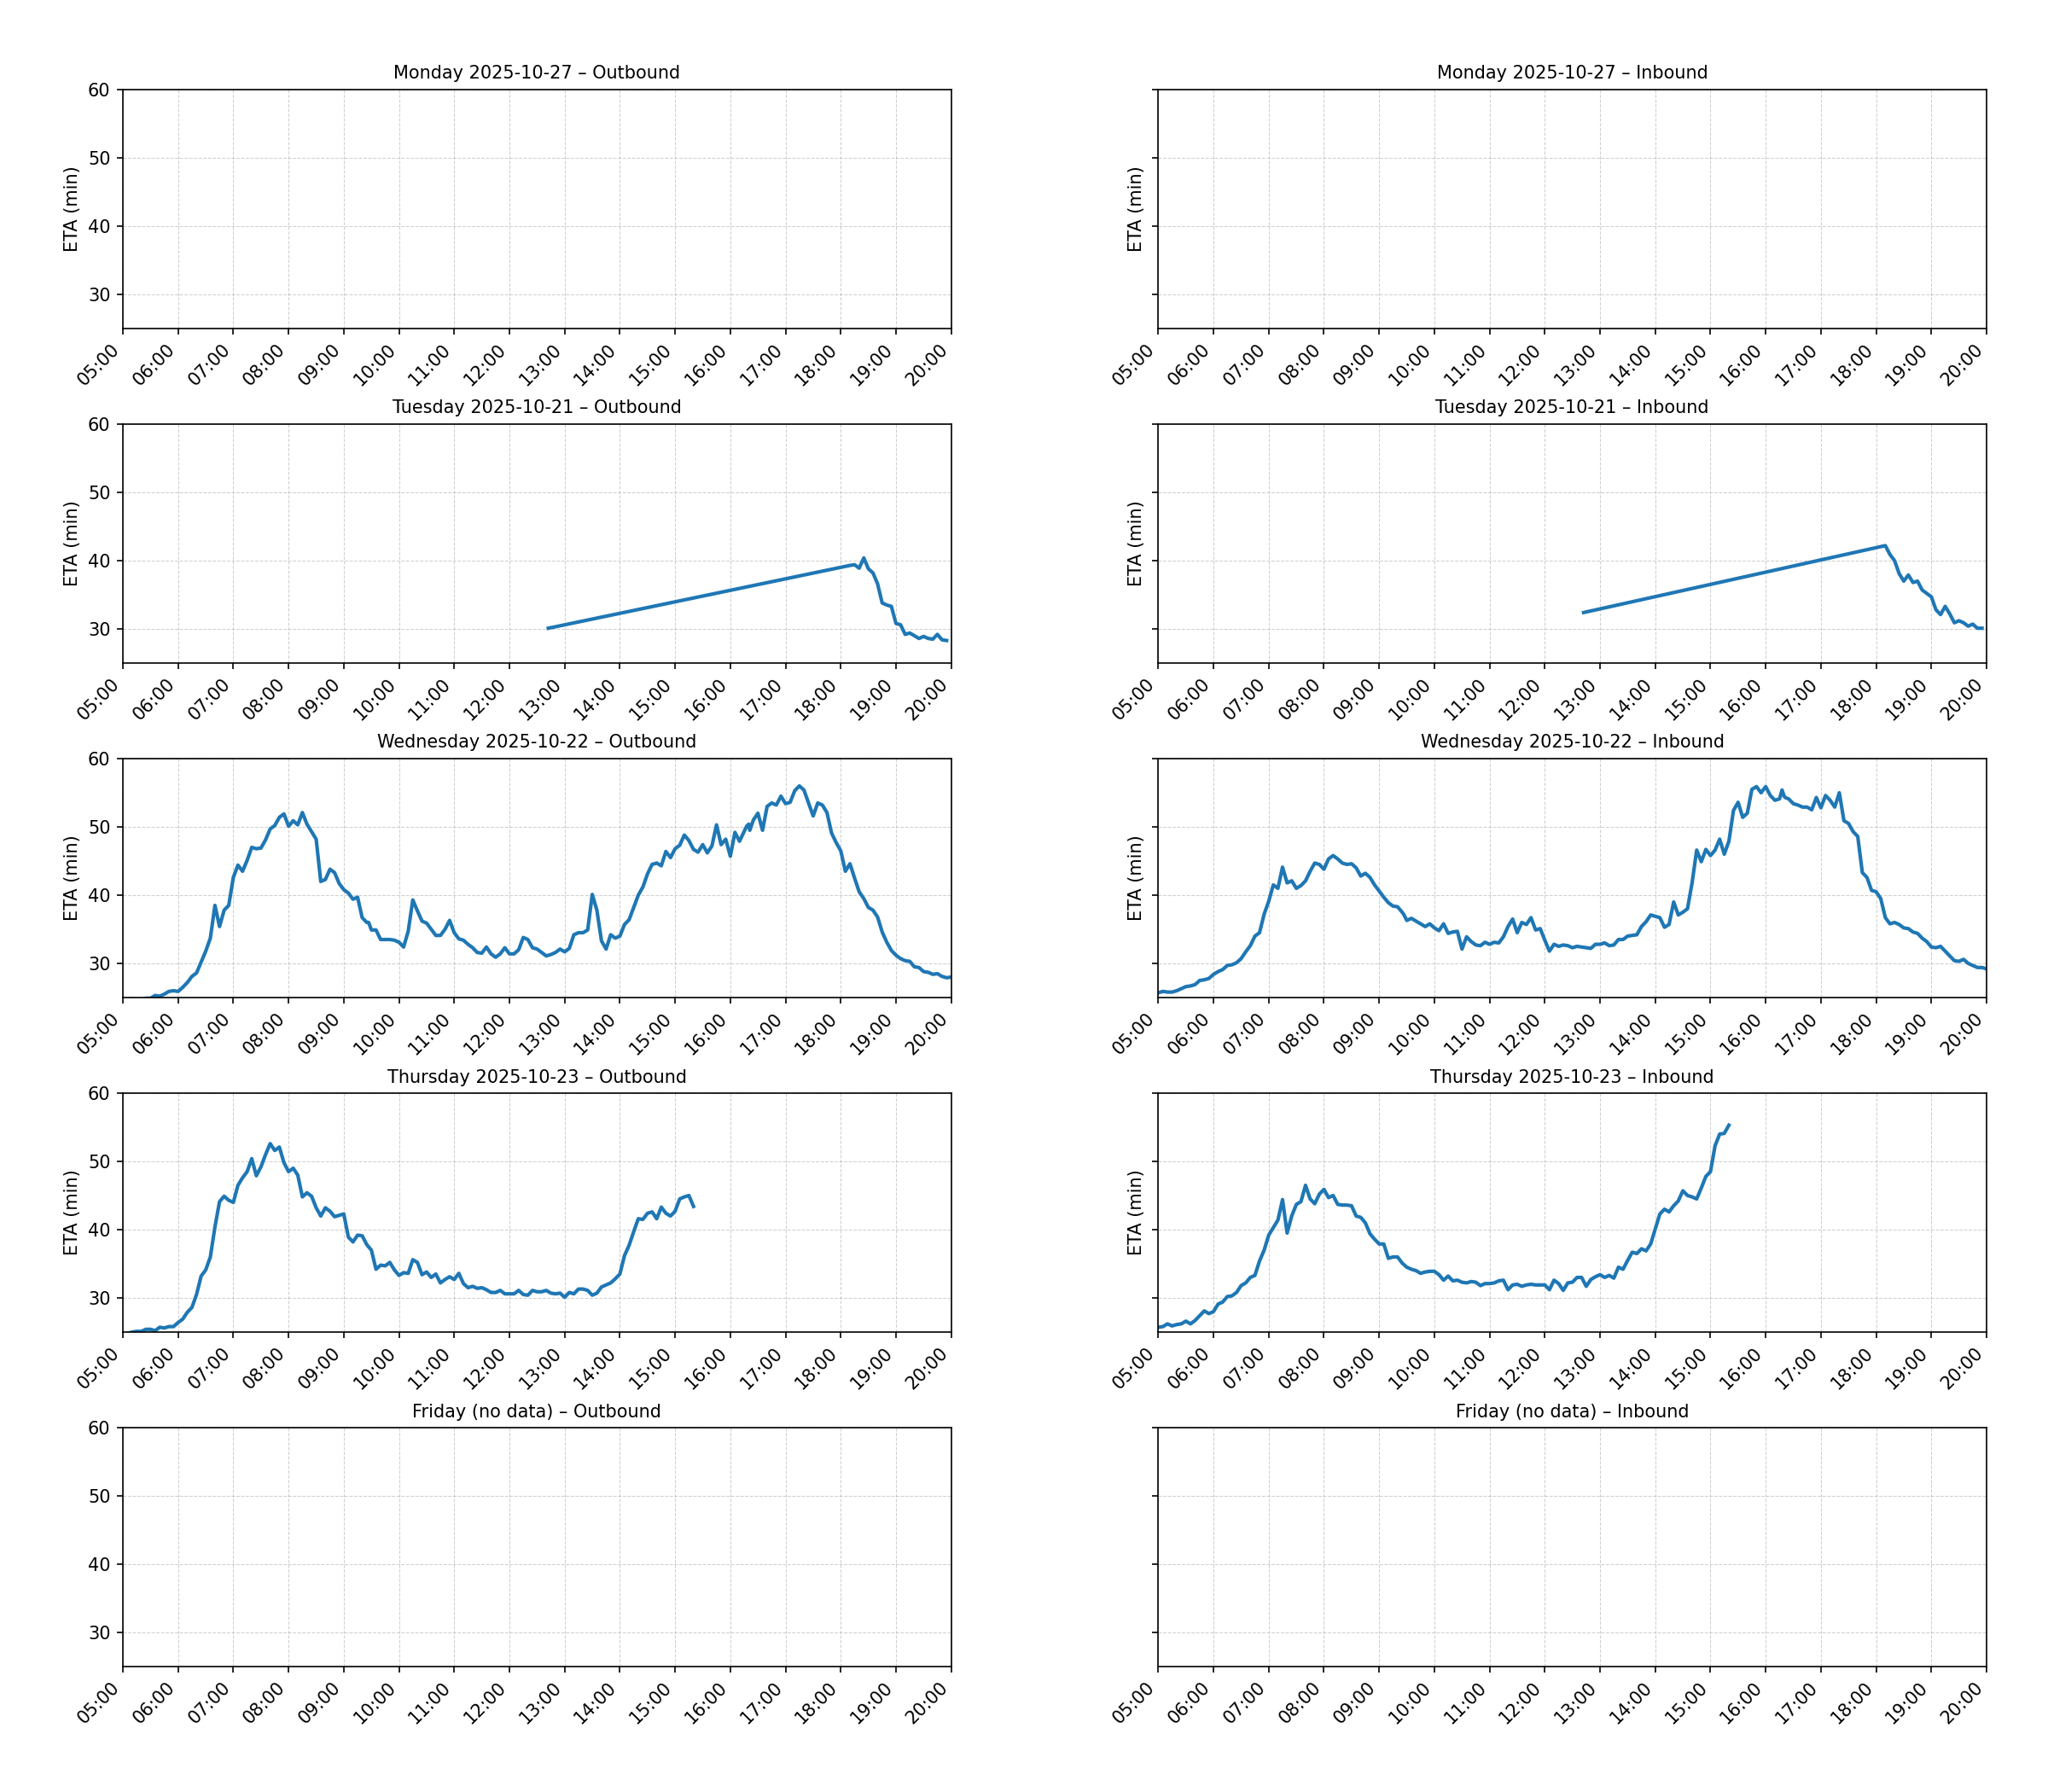 Monday 2025-10-27 – Outbound
60
50
40
30
ETA (min)
05:00 06:00 07:00 08:00 09:00 10:00 11:00 12:00 13:00 14:00 15:00 16:00 17:00 18:00 19:00 20:00
Monday 2025-10-27 – Inbound
ETA (min)
05:00 06:00 07:00 08:00 09:00 10:00 11:00 12:00 13:00 14:00 15:00 16:00 17:00 18:00 19:00 20:00
Tuesday 2025-10-21 – Outbound
60
50
40
30
ETA (min)
05:00 06:00 07:00 08:00 09:00 10:00 11:00 12:00 13:00 14:00 15:00 16:00 17:00 18:00 19:00 20:00
Tuesday 2025-10-21 – Inbound
ETA (min)
05:00 06:00 07:00 08:00 09:00 10:00 11:00 12:00 13:00 14:00 15:00 16:00 17:00 18:00 19:00 20:00
Wednesday 2025-10-22 – Outbound
60
50
40
30
ETA (min)
05:00 06:00 07:00 08:00 09:00 10:00 11:00 12:00 13:00 14:00 15:00 16:00 17:00 18:00 19:00 20:00
Wednesday 2025-10-22 – Inbound
ETA (min)
05:00 06:00 07:00 08:00 09:00 10:00 11:00 12:00 13:00 14:00 15:00 16:00 17:00 18:00 19:00 20:00
Thursday 2025-10-23 – Outbound
60
50
40
30
ETA (min)
05:00 06:00 07:00 08:00 09:00 10:00 11:00 12:00 13:00 14:00 15:00 16:00 17:00 18:00 19:00 20:00
Thursday 2025-10-23 – Inbound
ETA (min)
05:00 06:00 07:00 08:00 09:00 10:00 11:00 12:00 13:00 14:00 15:00 16:00 17:00 18:00 19:00 20:00
Friday (no data) – Outbound
60
50
40
30
ETA (min)
05:00 06:00 07:00 08:00 09:00 10:00 11:00 12:00 13:00 14:00 15:00 16:00 17:00 18:00 19:00 20:00
Friday (no data) – Inbound
ETA (min)
05:00 06:00 07:00 08:00 09:00 10:00 11:00 12:00 13:00 14:00 15:00 16:00 17:00 18:00 19:00 20:00